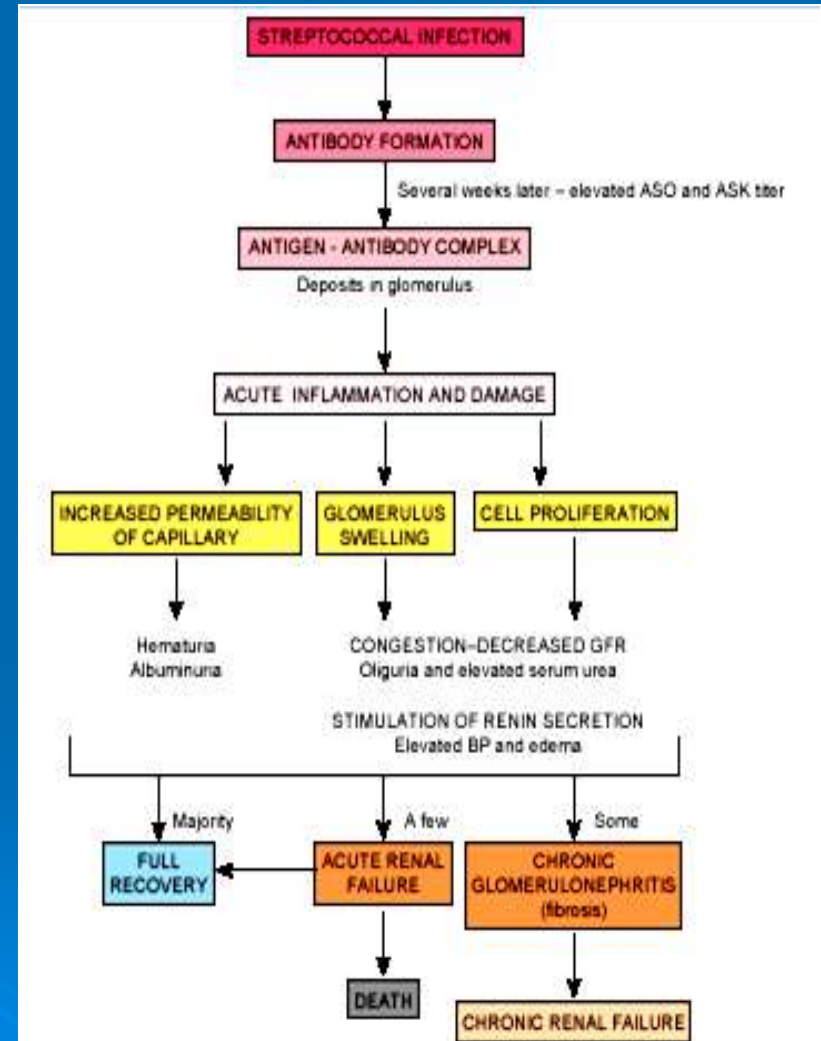 STREPTOCOCCAL INFECTION
ANTIBODY FORMATION
Several weeks later – elevated ASO and ASK titer
ANTIGEN - ANTIBODY COMPLEX
Deposits in glomerulus
ACUTE INFLAMMATION AND DAMAGE
INCREASED PERMEABILITY
OF CAPILLARY
GLOMERULUS
SWELLING
CELL PROLIFERATION
Hematuria
Albuminuria
CONGESTION–DECREASED GFR
Oliguria and elevated serum urea
STIMULATION OF RENIN SECRETION
Elevated BP and edema
Majority
A few
Some
FULL
RECOVERY
ACUTE RENAL
FAILURE
CHRONIC
GLOMERULONEPHRITIS
(fibrosis)
DEATH
CHRONIC RENAL FAILURE